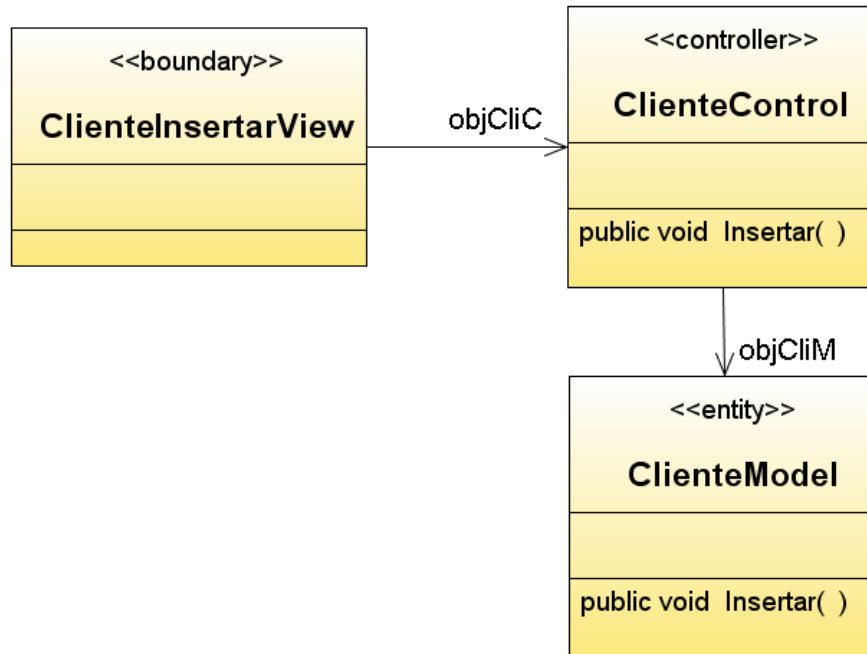 <<boundary>>
ClienteInsertarView
objCliC
<<controller>>
ClienteControl
public void Insertar( )
objCliM
<<entity>>
ClienteModel
public void Insertar( )